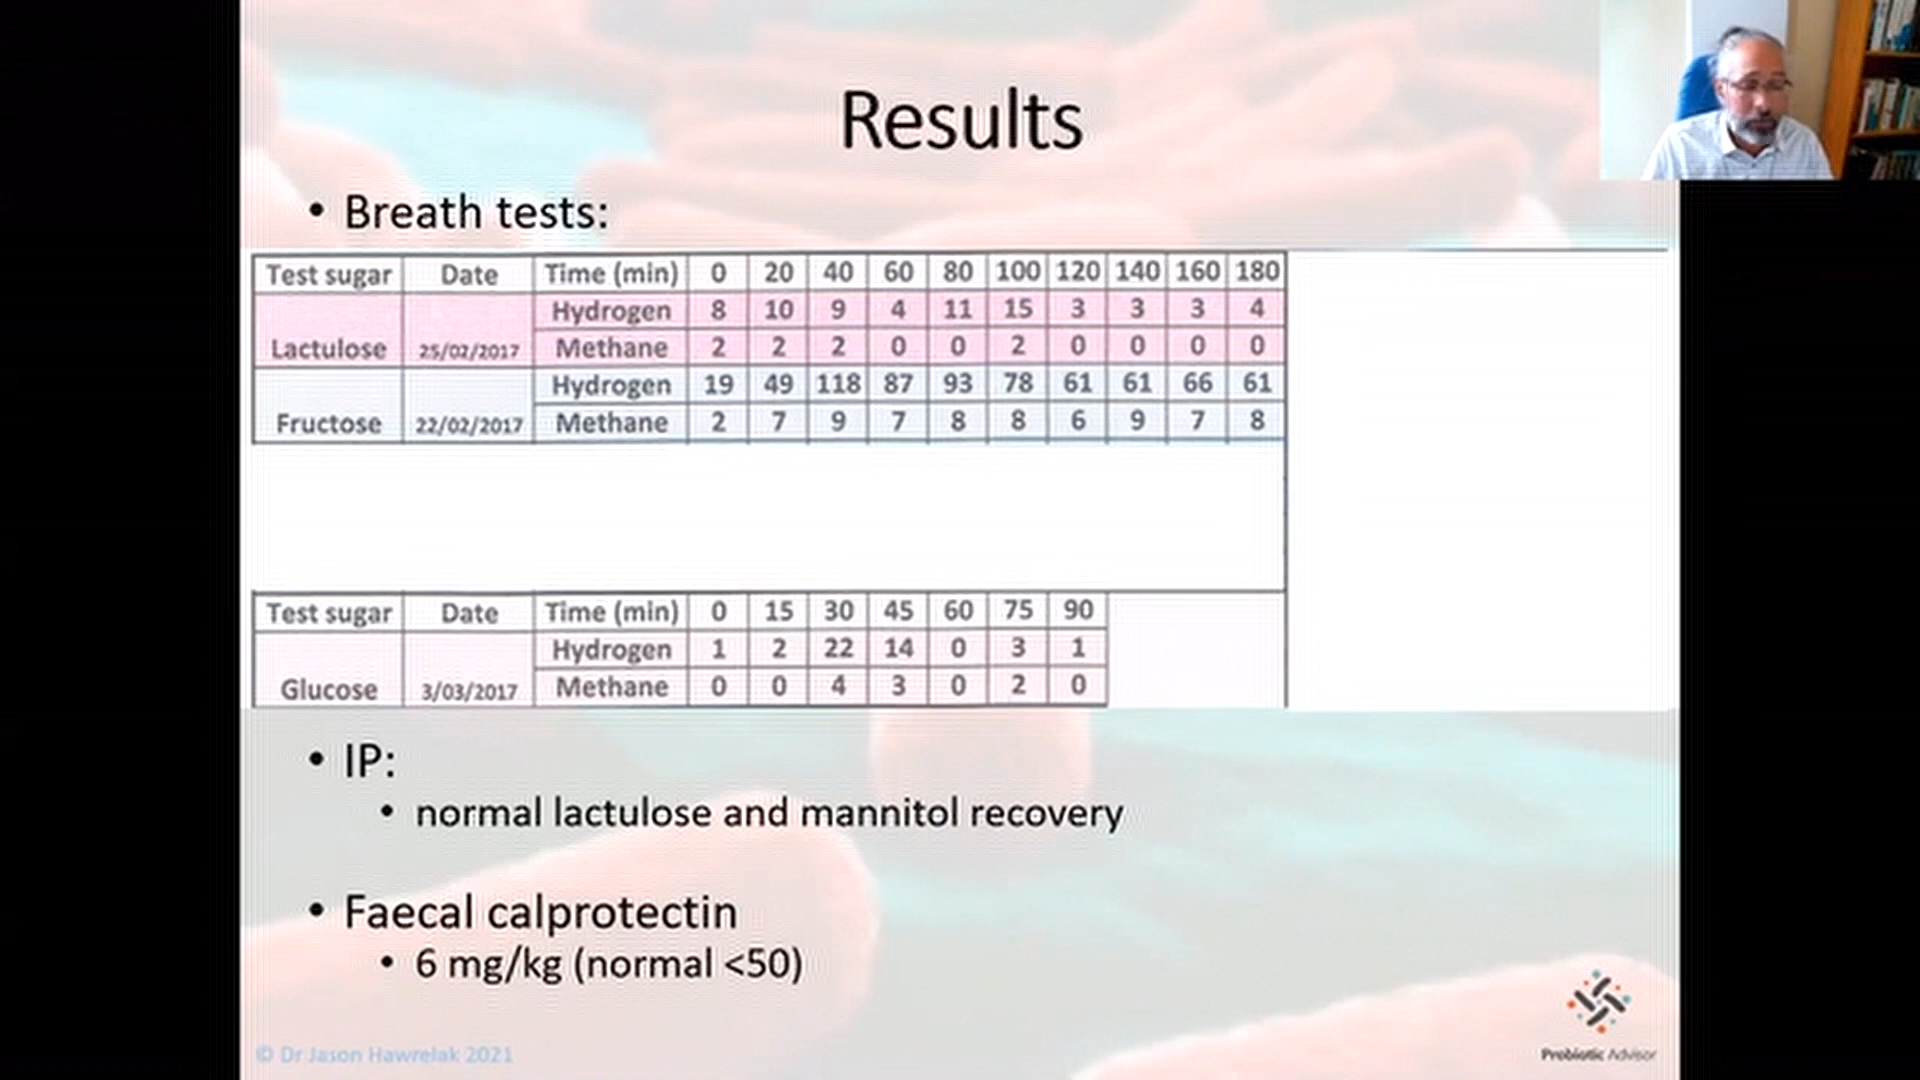 Results
• Breath tests:
Test sugar Date Time (min) 0 20 40 60 80 100 120 140 160 180
Hydrogen 8 10 9 4 11 15 3 3 3 4
Lactulose 25/02/2017 Methane 2 2 2 0 0 2 0 0 0 0
Hydrogen 19 49 118 87 93 78 61 61 66 61
Fructose 22/02/2017 Methane 2 7 9 7 8 8 6 9 7 8
Test sugar Date Time (min) 0 15 30 45 60 75 90
Hydrogen 1 2 22 14 0 3 1
Glucose 3/03/2017 Methane 0 0 4 3 0 2 0
• IP:
• normal lactulose and mannitol recovery
• Faecal calprotectin
• 6 mg/kg (normal <50)
© Dr Jason Hawrelak 2021
Probiotic Advisor